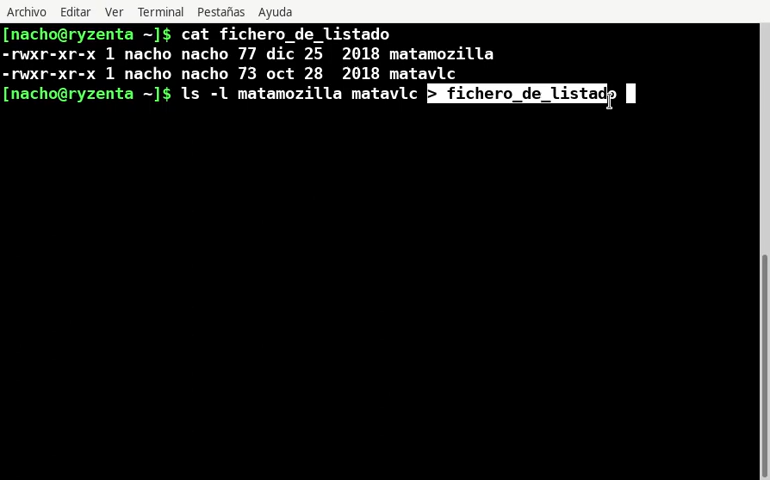 Archivo Editar Ver Terminal Pestañas Ayuda
[nacho@ryzenta ~]$ cat fichero_de_listado
-rwxr-xr-x 1 nacho nacho 77 dic 25  2018 matamozilla
-rwxr-xr-x 1 nacho nacho 73 oct 28  2018 matavlc
[nacho@ryzenta ~]$ ls -l matamozilla matavlc > fichero_de_listado